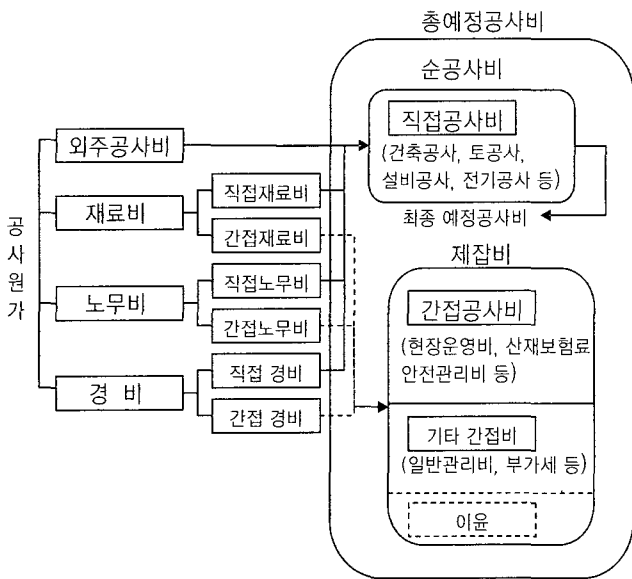 총예정공사비
순공사비
직접공사비
(건축공사, 토공사,
설비공사, 전기공사 등)
최종 예정공사비
공사원가
외주공사비
재료비
직접재료비
간접재료비
노무비
직접노무비
간접노무비
경 비
직접 경비
간접 경비
제잡비
간접공사비
(현장운영비, 산재보험료
안전관리비 등)
기타 간접비
(일반관리비, 부가세 등)
이윤